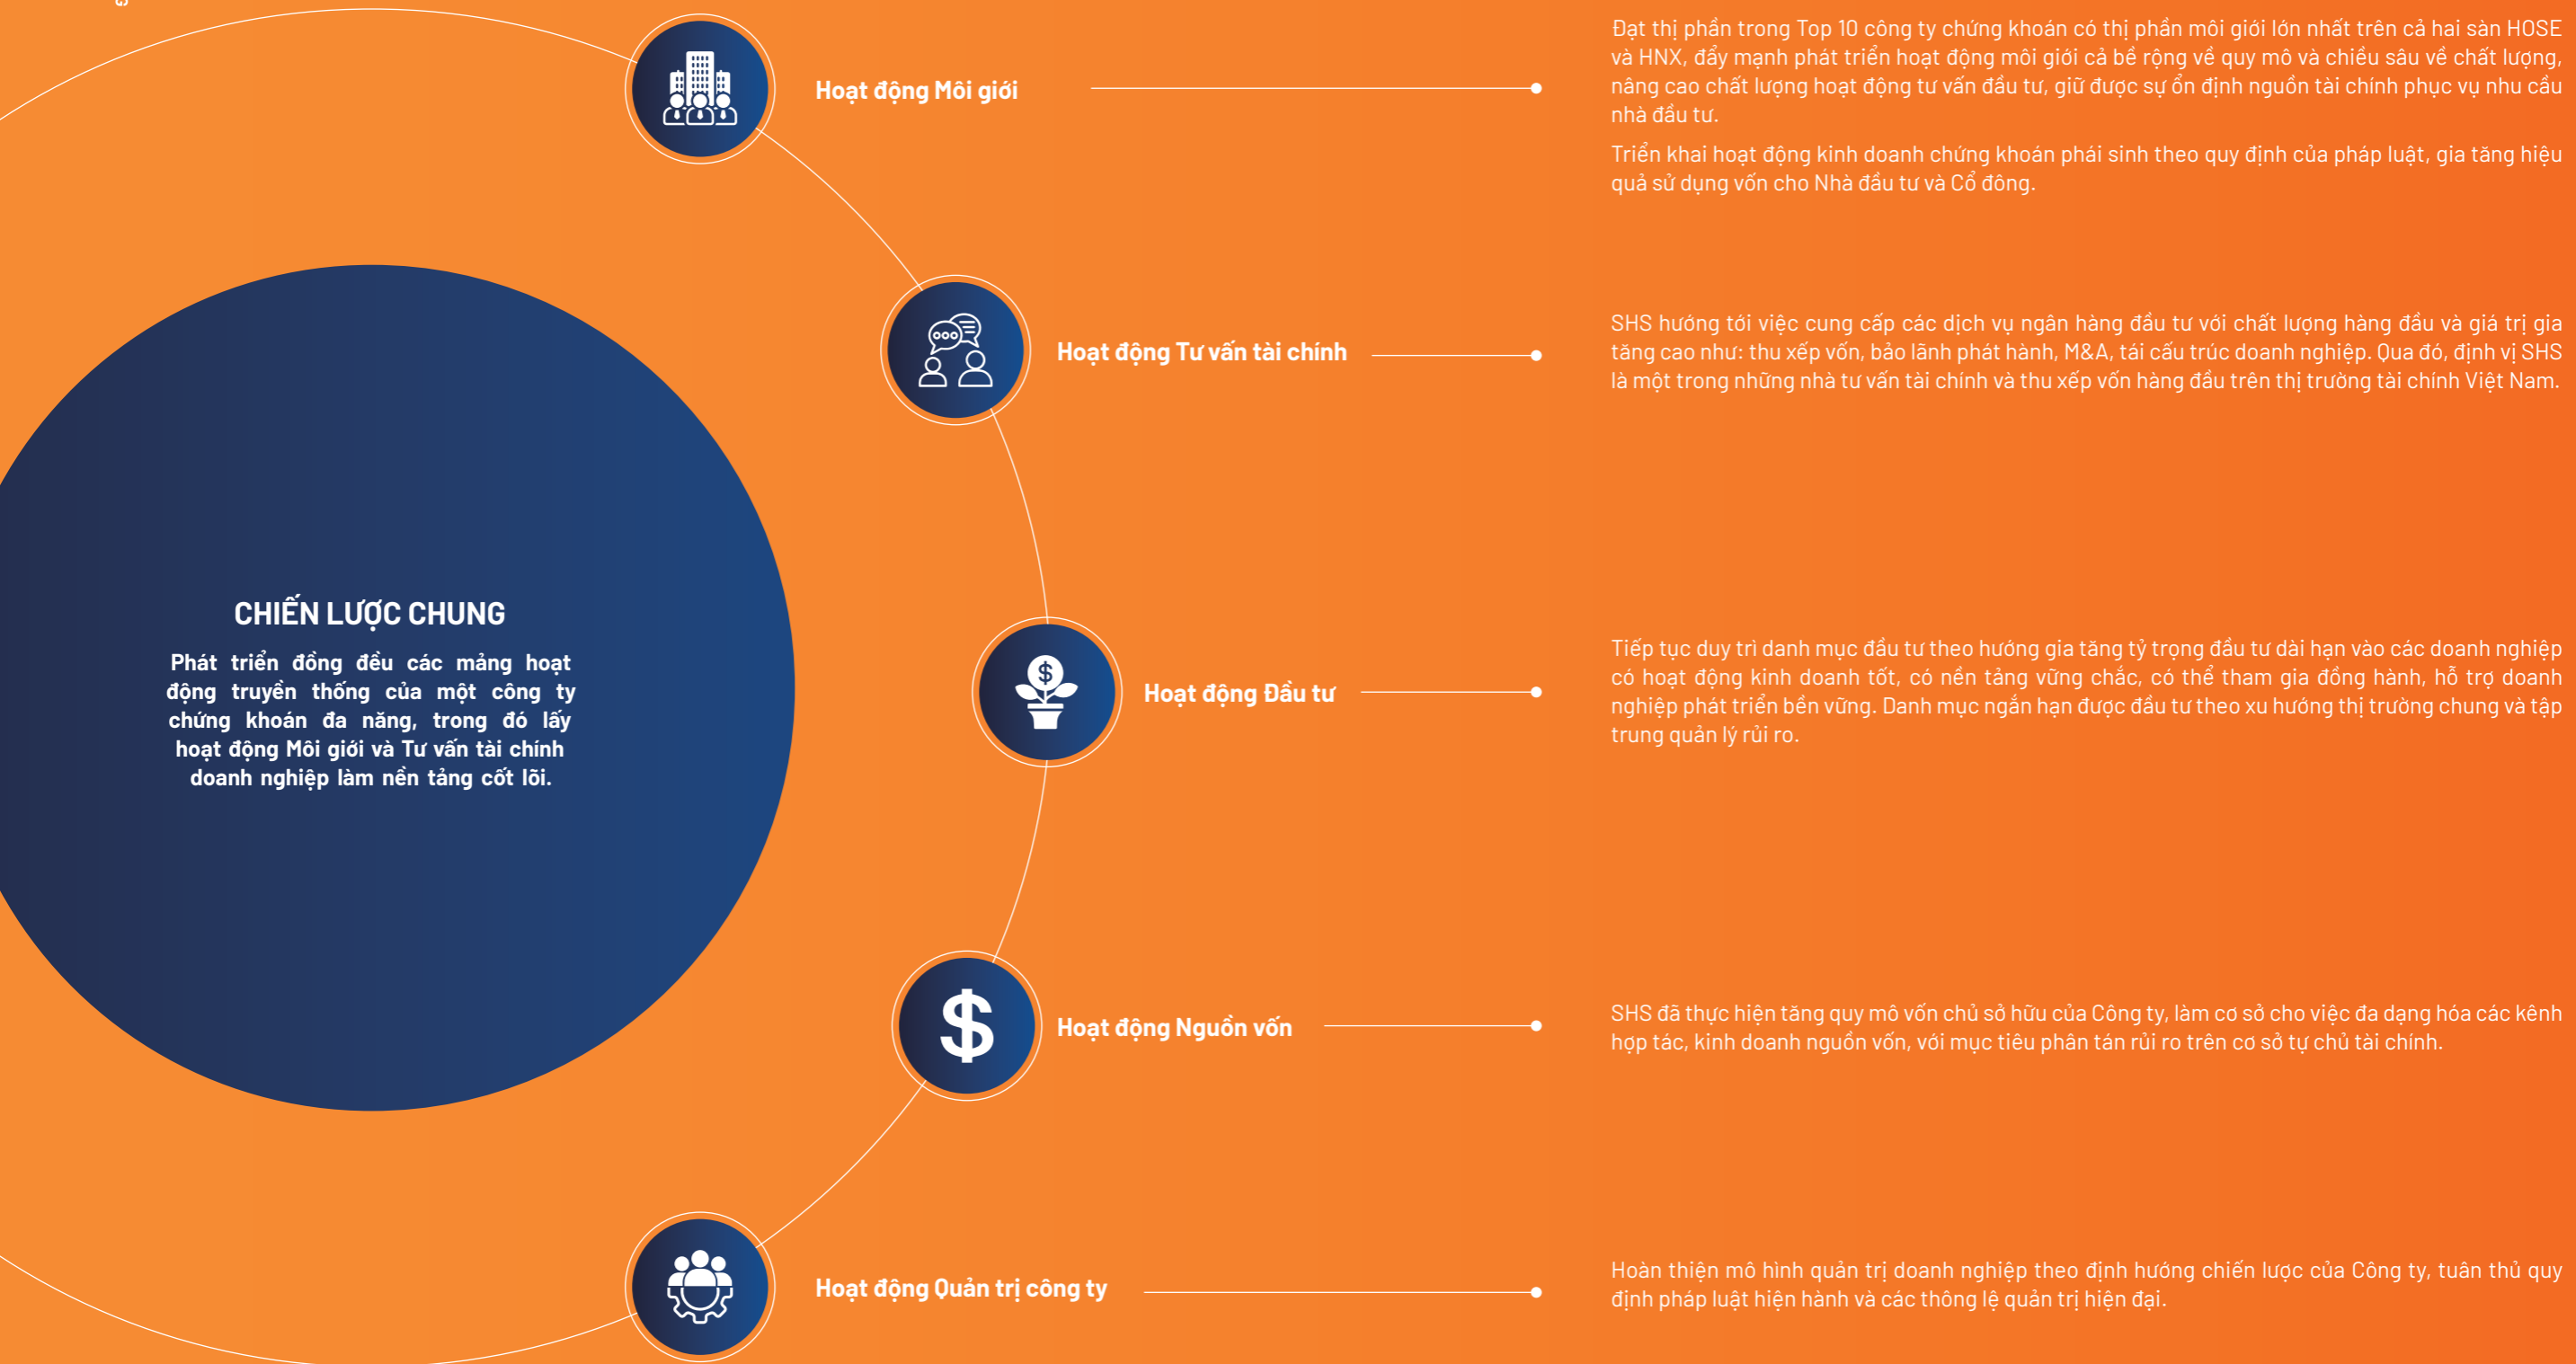 CHIẾN LƯỢC CHUNG
Phát triển đồng đều các mảng hoạt
động truyền thống của một công ty
chứng khoán đa năng, trong đó lấy
hoạt động Môi giới và Tư vấn tài chính
doanh nghiệp làm nền tảng cốt lõi.
Hoạt động Môi giới
Đạt thị phần trong Top 10 công ty chứng khoán có thị phần môi giới lớn nhất trên cả hai sàn HOSE
và HNX, đẩy mạnh phát triển hoạt động môi giới cả bề rộng về quy mô và chiều sâu về chất lượng,
nâng cao chất lượng hoạt động tư vấn đầu tư, giữ được sự ổn định nguồn tài chính phục vụ nhu cầu
nhà đầu tư.
Triển khai hoạt động kinh doanh chứng khoán phái sinh theo quy định của pháp luật, gia tăng hiệu
quả sử dụng vốn cho Nhà đầu tư và Cổ đông.
Hoạt động Tư vấn tài chính
SHS hướng tới việc cung cấp các dịch vụ ngân hàng đầu tư với chất lượng hàng đầu và giá trị gia
tăng cao như: thu xếp vốn, bảo lãnh phát hành, M&A, tái cấu trúc doanh nghiệp. Qua đó, định vị SHS
là một trong những nhà tư vấn tài chính và thu xếp vốn hàng đầu trên thị trường tài chính Việt Nam.
Hoạt động Đầu tư
Tiếp tục duy trì danh mục đầu tư theo hướng gia tăng tỷ trọng đầu tư dài hạn vào các doanh nghiệp
có hoạt động kinh doanh tốt, có nền tảng vững chắc, có thể tham gia đồng hành, hỗ trợ doanh
nghiệp phát triển bền vững. Danh mục ngắn hạn được đầu tư theo xu hướng thị trường chung và tập
trung quản lý rủi ro.
Hoạt động Nguồn vốn
SHS đã thực hiện tăng quy mô vốn chủ sở hữu của Công ty, làm cơ sở cho việc đa dạng hóa các kênh
hợp tác, kinh doanh nguồn vốn, với mục tiêu phân tán rủi ro trên cơ sở tự chủ tài chính.
Hoạt động Quản trị công ty
Hoàn thiện mô hình quản trị doanh nghiệp theo định hướng chiến lược của Công ty, tuân thủ quy
định pháp luật hiện hành và các thông lệ quản trị hiện đại.